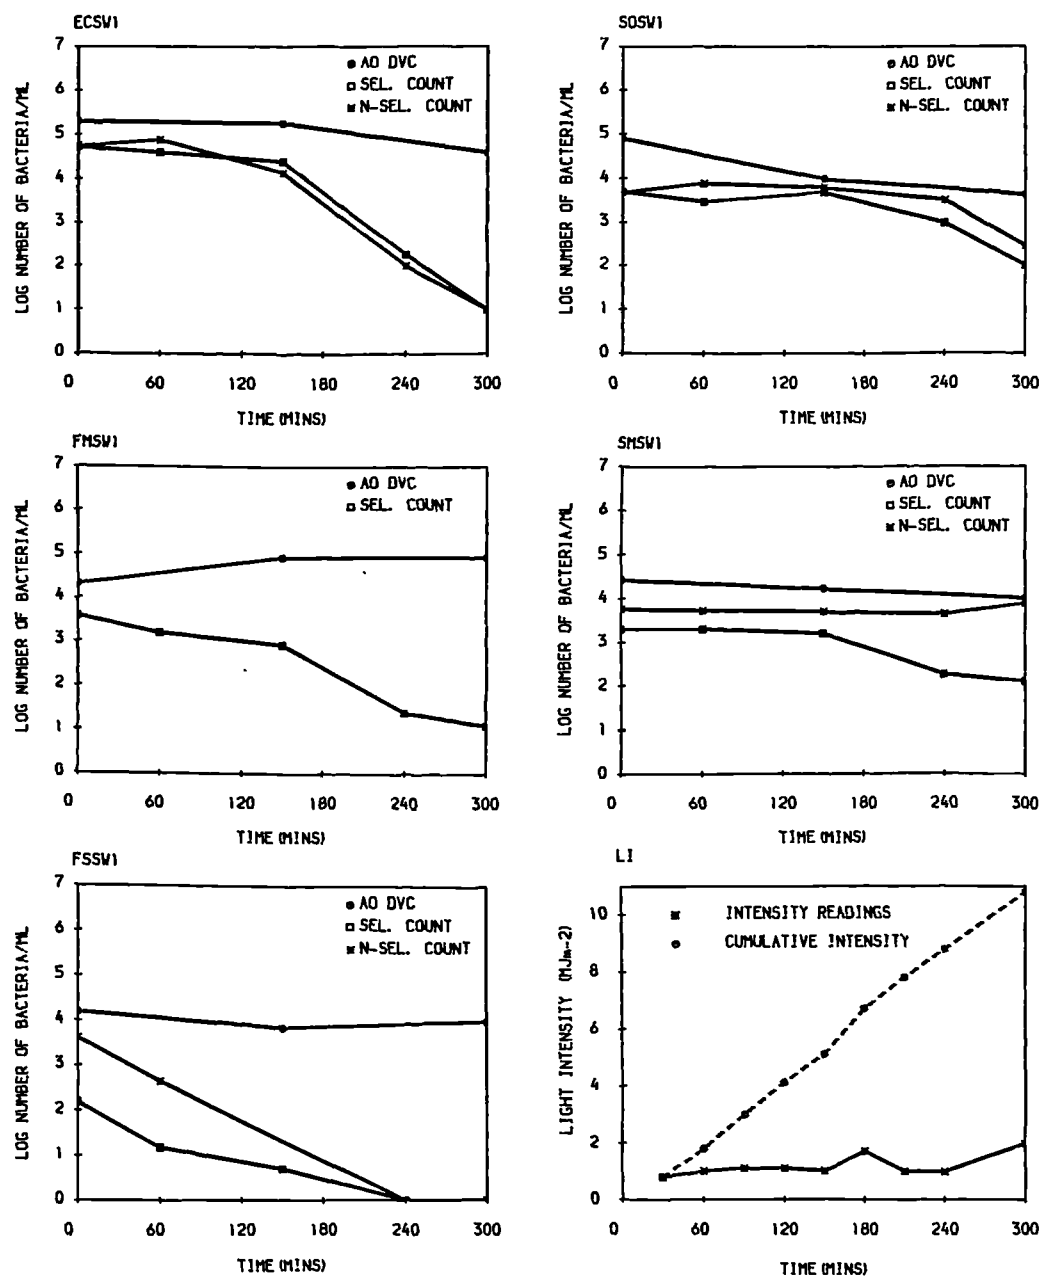 ECSW1
7
6
5
4
3
2
1
0
LOG NUMBER OF BACTERIA/ML
AO DVC
SEL. COUNT
N-SEL. COUNT
0 60 120 180 240 300
TIME (MINS)
SOSW1
7
6
5
4
3
2
1
0
LOG NUMBER OF BACTERIA/ML
AO DVC
SEL. COUNT
N-SEL. COUNT
0 60 120 180 240 300
TIME (MINS)
FMSW1
7
6
5
4
3
2
1
0
LOG NUMBER OF BACTERIA/ML
AO DVC
SEL. COUNT
0 60 120 180 240 300
TIME (MINS)
SMSW1
7
6
5
4
3
2
1
0
LOG NUMBER OF BACTERIA/ML
AO DVC
SEL. COUNT
N-SEL. COUNT
0 60 120 180 240 300
TIME (MINS)
FSSW1
7
6
5
4
3
2
1
0
LOG NUMBER OF BACTERIA/ML
AO DVC
SEL. COUNT
N-SEL. COUNT
0 60 120 180 240 300
TIME (MINS)
LI
10
8
6
4
2
0
LIGHT INTENSITY (MJm-2)
INTENSITY READINGS
CUMULATIVE INTENSITY
0 60 120 180 240 300
TIME (MINS)